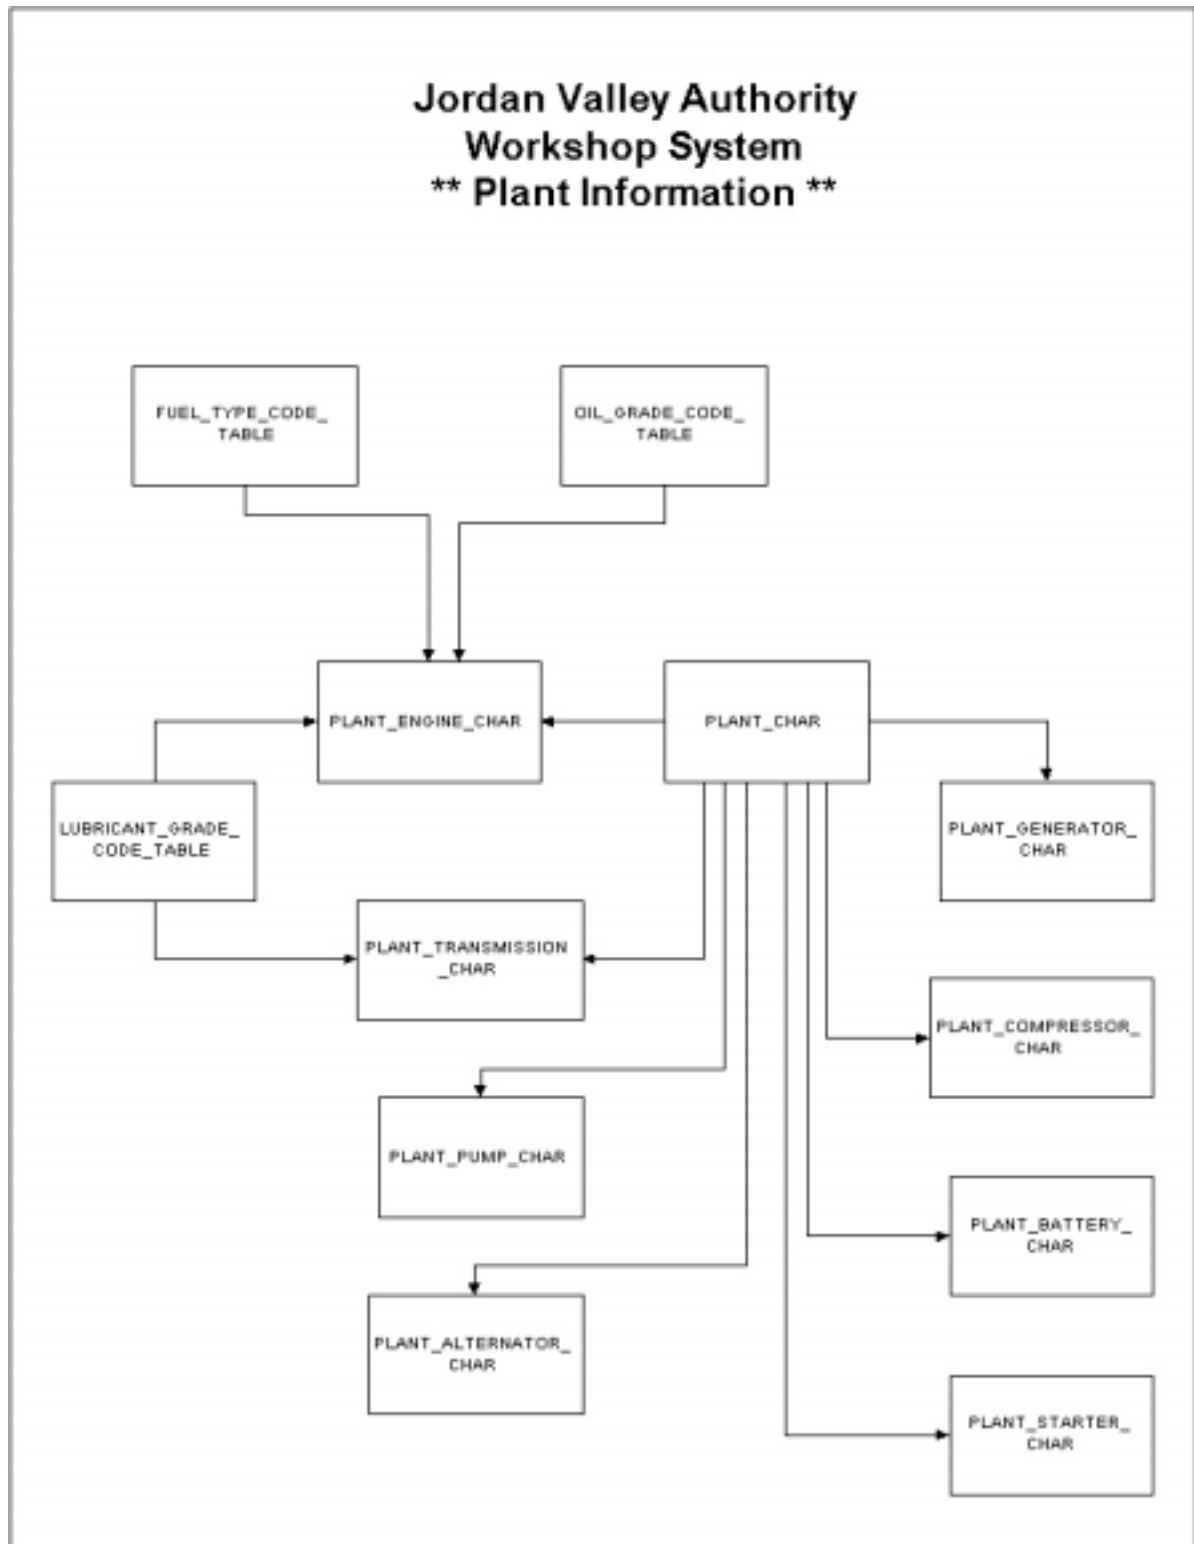 Jordan Valley Authority
Workshop System
** Plant Information **
FUEL_TYPE_CODE_
TABLE
OIL_GRADE_CODE_
TABLE
PLANT_ENGINE_CHAR
PLANT_CHAR
LUBRICANT_GRADE_
CODE_TABLE
PLANT_GENERATOR_
CHAR
PLANT_TRANSMISSION
_CHAR
PLANT_COMPRESSOR_
CHAR
PLANT_PUMP_CHAR
PLANT_BATTERY_
CHAR
PLANT_ALTERNATOR_
CHAR
PLANT_STARTER_
CHAR